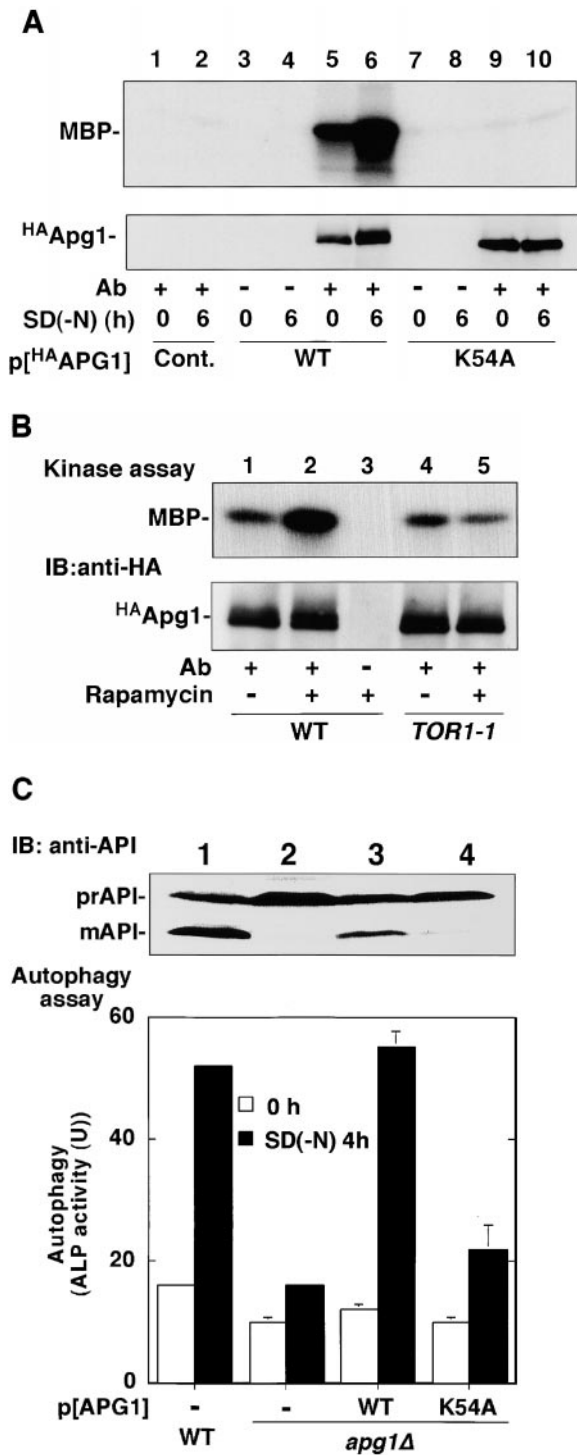 A
1 2 3 4 5 6 7 8 9 10
MBP-
HAApg1-
Ab + + - - + + - - + +
SD(-N) (h) 0 6 0 6 0 6 0 6 0 6
p[HAAPG1] Cont. WT K54A
B
Kinase assay 1 2 3 4 5
MBP-
IB:anti-HA
HAApg1-
Ab + + - + +
Rapamycin - + + - +
WT TOR1-1
C
IB: anti-API 1 2 3 4
prAPI-
mAPI-
Autophagy
assay
60
0 h
SD(-N) 4h
40
20
0
Autophagy
(ALP activity (U))
p[APG1] - - WT K54A
WT apg1Δ